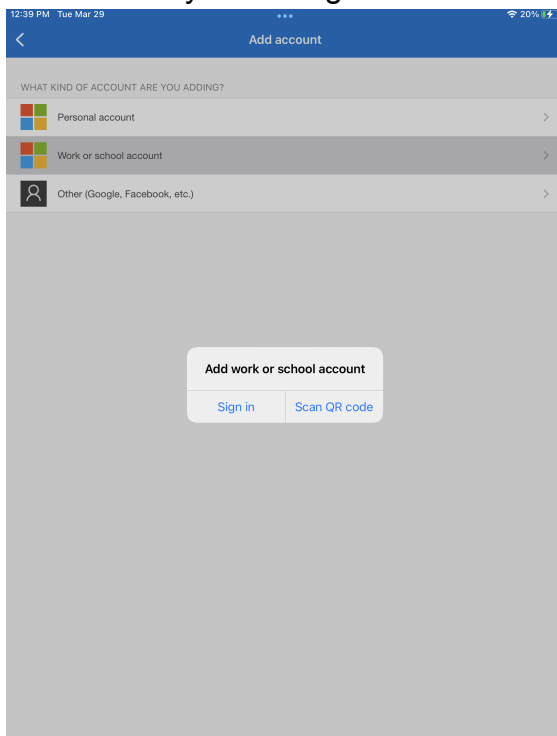 12:39 PM Tue Mar 29
20%
Add account
WHAT KIND OF ACCOUNT ARE YOU ADDING?
Personal account
Work or school account
Other (Google, Facebook, etc.)
Add work or school account
Sign in
Scan QR code